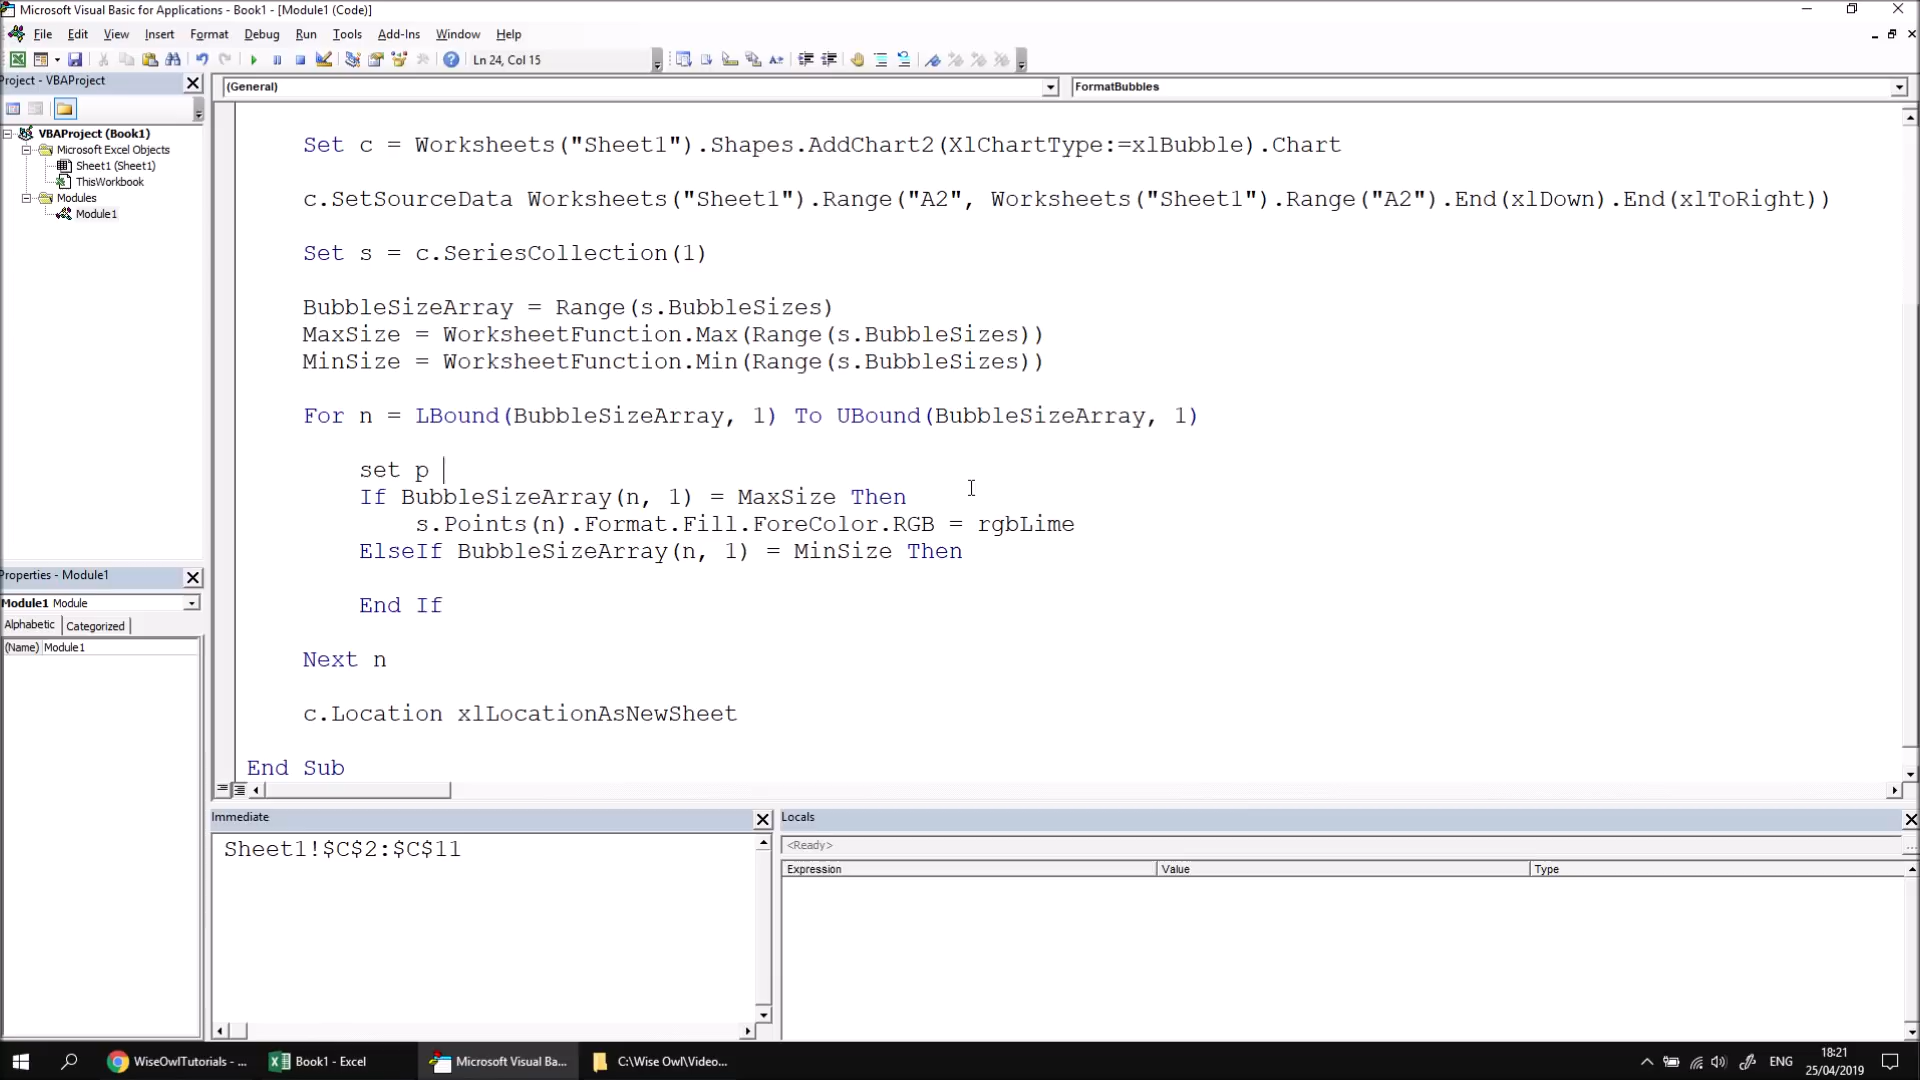 Microsoft Visual Basic for Applications - Book1 - [Module1 (Code)]
File Edit View Insert Format Debug Run Tools Add-Ins Window Help
Ln 24, Col 15
Project - VBAProject
(General) FormatBubbles
VBAProject (Book1)
Microsoft Excel Objects
Sheet1 (Sheet1)
ThisWorkbook
Modules
Module1
Set c = Worksheets("Sheet1").Shapes.AddChart2(XlChartType:=xlBubble).Chart
c.SetSourceData Worksheets("Sheet1").Range("A2", Worksheets("Sheet1").Range("A2").End(xlDown).End(xlToRight))
Set s = c.SeriesCollection(1)
BubbleSizeArray = Range(s.BubbleSizes)
MaxSize = WorksheetFunction.Max(Range(s.BubbleSizes))
MinSize = WorksheetFunction.Min(Range(s.BubbleSizes))
For n = LBound(BubbleSizeArray, 1) To UBound(BubbleSizeArray, 1)
set p
If BubbleSizeArray(n, 1) = MaxSize Then
s.Points(n).Format.Fill.ForeColor.RGB = rgbLime
ElseIf BubbleSizeArray(n, 1) = MinSize Then
End If
Next n
c.Location xlLocationAsNewSheet
End Sub
Properties - Module1
Module1 Module
Alphabetic Categorized
(Name) Module1
Immediate
Sheet1!$C$2:$C$11
Locals
<Ready>
Expression Value Type
WiseOwlTutorials - ...
Book1 - Excel
Microsoft Visual Ba...
C:\Wise Owl\Video...
ENG
18:21
25/04/2019